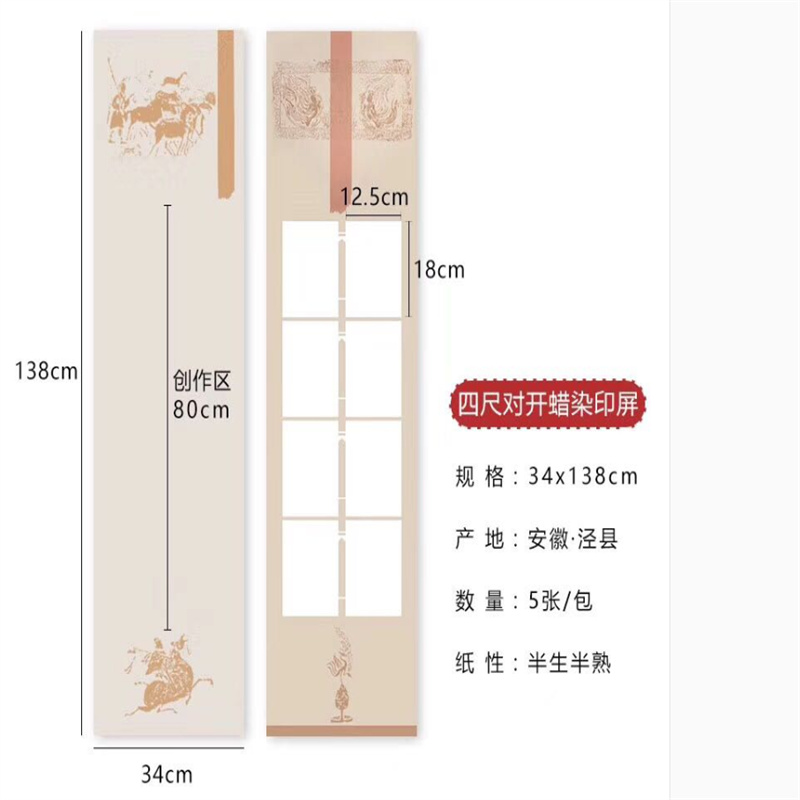 12.5cm
18cm
138cm
创作区
80cm
34cm
四尺对开蜡染印屏
规 格：34x138cm
产 地：安徽·泾县
数 量：5张/包
纸 性：半生半熟